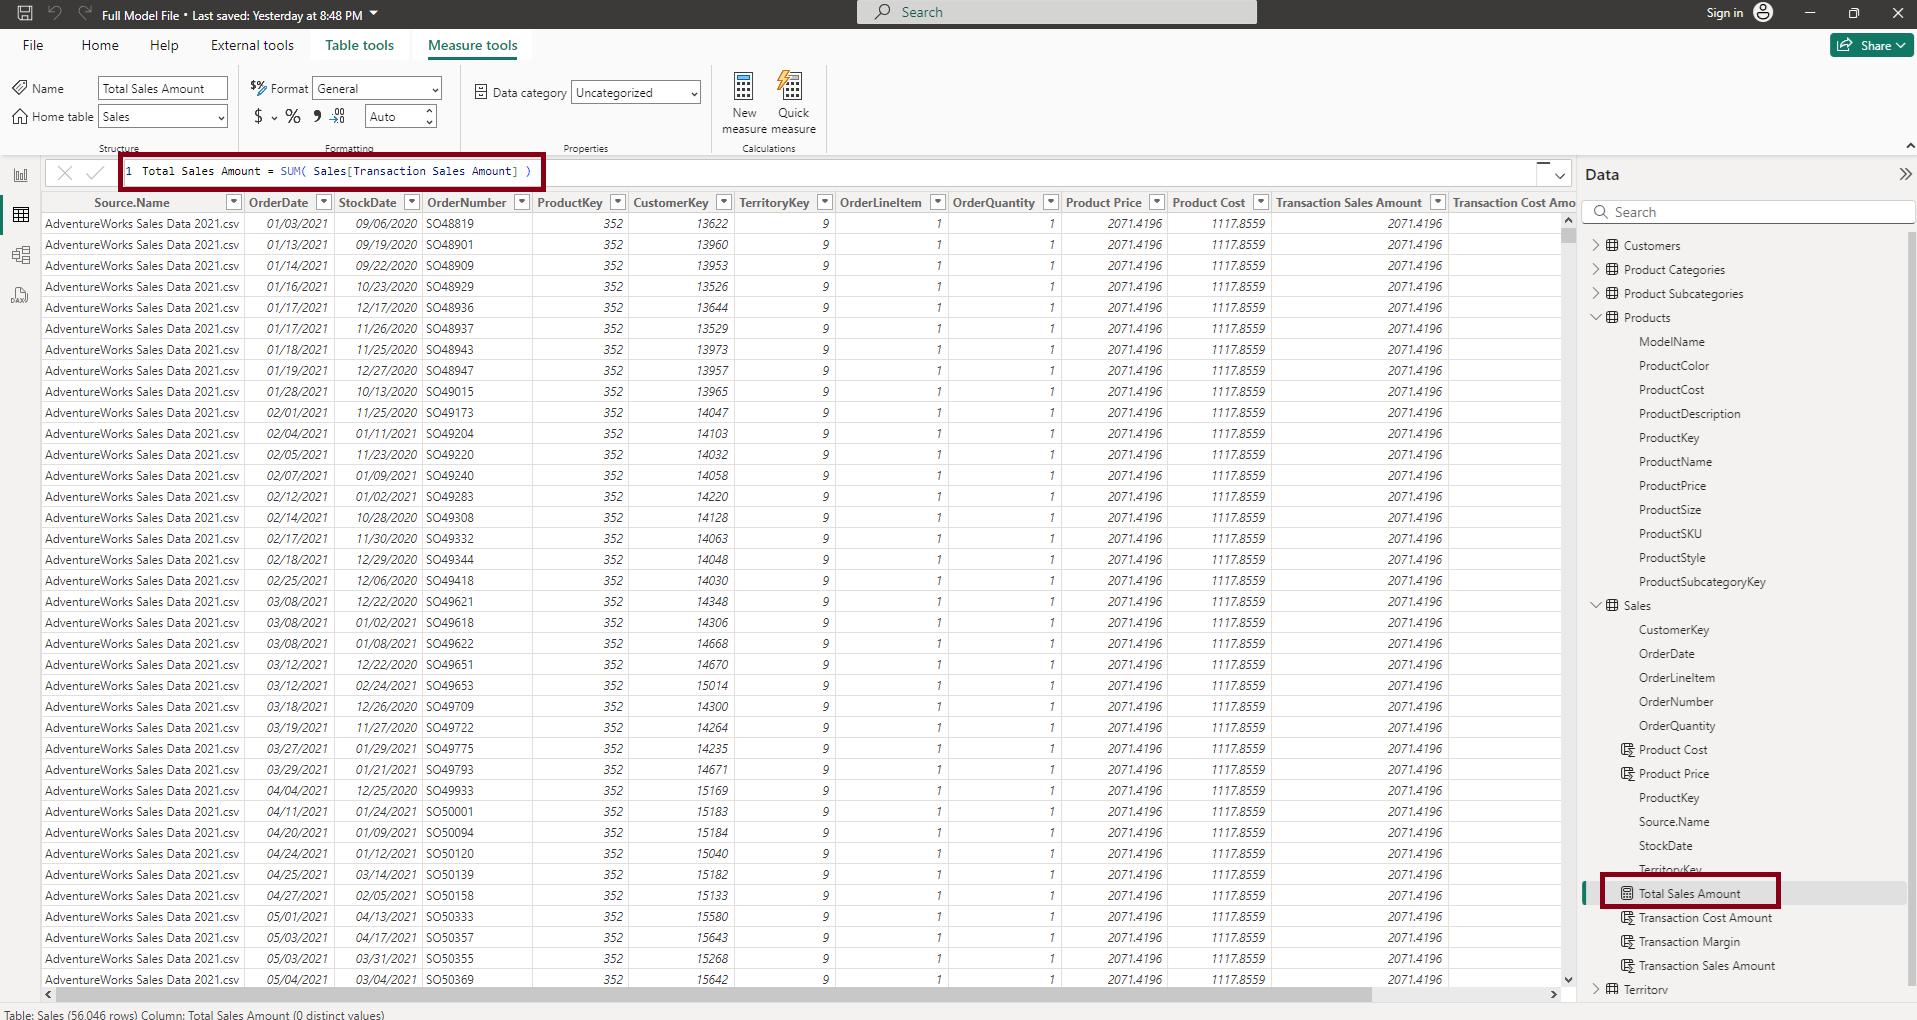 Full Model File • Last saved: Yesterday at 8:48 PM
Search
Sign in
File Home Help External tools Table tools Measure tools
Share
Name Total Sales Amount
Home table Sales
Structure
Format General
$ % Auto
Formatting
Data category Uncategorized
Properties
New measure
Quick measure
Calculations
1 Total Sales Amount = SUM( Sales[Transaction Sales Amount] )
Source.Name OrderDate StockDate OrderNumber ProductKey CustomerKey TerritoryKey OrderLineItem OrderQuantity Product Price Product Cost Transaction Sales Amount Transaction Cost Amo
AdventureWorks Sales Data 2021.csv 01/03/2021 09/06/2020 SO48819 352 13622 9 1 1 2071.4196 1117.8559 2071.4196
AdventureWorks Sales Data 2021.csv 01/13/2021 09/19/2020 SO48901 352 13960 9 1 1 2071.4196 1117.8559 2071.4196
AdventureWorks Sales Data 2021.csv 01/14/2021 09/22/2020 SO48909 352 13953 9 1 1 2071.4196 1117.8559 2071.4196
AdventureWorks Sales Data 2021.csv 01/16/2021 10/23/2020 SO48929 352 13526 9 1 1 2071.4196 1117.8559 2071.4196
AdventureWorks Sales Data 2021.csv 01/17/2021 12/17/2020 SO48936 352 13644 9 1 1 2071.4196 1117.8559 2071.4196
AdventureWorks Sales Data 2021.csv 01/17/2021 11/26/2020 SO48937 352 13529 9 1 1 2071.4196 1117.8559 2071.4196
AdventureWorks Sales Data 2021.csv 01/18/2021 11/25/2020 SO48943 352 13973 9 1 1 2071.4196 1117.8559 2071.4196
AdventureWorks Sales Data 2021.csv 01/19/2021 12/27/2020 SO48947 352 13957 9 1 1 2071.4196 1117.8559 2071.4196
AdventureWorks Sales Data 2021.csv 01/28/2021 10/13/2020 SO49015 352 13965 9 1 1 2071.4196 1117.8559 2071.4196
AdventureWorks Sales Data 2021.csv 02/01/2021 11/25/2020 SO49173 352 14047 9 1 1 2071.4196 1117.8559 2071.4196
AdventureWorks Sales Data 2021.csv 02/04/2021 01/11/2021 SO49204 352 14103 9 1 1 2071.4196 1117.8559 2071.4196
AdventureWorks Sales Data 2021.csv 02/05/2021 11/23/2020 SO49220 352 14032 9 1 1 2071.4196 1117.8559 2071.4196
AdventureWorks Sales Data 2021.csv 02/07/2021 01/09/2021 SO49240 352 14058 9 1 1 2071.4196 1117.8559 2071.4196
AdventureWorks Sales Data 2021.csv 02/12/2021 01/02/2021 SO49283 352 14220 9 1 1 2071.4196 1117.8559 2071.4196
AdventureWorks Sales Data 2021.csv 02/14/2021 10/28/2020 SO49308 352 14128 9 1 1 2071.4196 1117.8559 2071.4196
AdventureWorks Sales Data 2021.csv 02/17/2021 11/30/2020 SO49332 352 14063 9 1 1 2071.4196 1117.8559 2071.4196
AdventureWorks Sales Data 2021.csv 02/18/2021 12/29/2020 SO49344 352 14048 9 1 1 2071.4196 1117.8559 2071.4196
AdventureWorks Sales Data 2021.csv 02/25/2021 12/06/2020 SO49418 352 14030 9 1 1 2071.4196 1117.8559 2071.4196
AdventureWorks Sales Data 2021.csv 03/08/2021 12/22/2020 SO49621 352 14348 9 1 1 2071.4196 1117.8559 2071.4196
AdventureWorks Sales Data 2021.csv 03/08/2021 01/02/2021 SO49618 352 14306 9 1 1 2071.4196 1117.8559 2071.4196
AdventureWorks Sales Data 2021.csv 03/08/2021 01/08/2021 SO49622 352 14668 9 1 1 2071.4196 1117.8559 2071.4196
AdventureWorks Sales Data 2021.csv 03/12/2021 12/22/2020 SO49651 352 14670 9 1 1 2071.4196 1117.8559 2071.4196
AdventureWorks Sales Data 2021.csv 03/12/2021 02/24/2021 SO49653 352 15014 9 1 1 2071.4196 1117.8559 2071.4196
AdventureWorks Sales Data 2021.csv 03/18/2021 12/26/2020 SO49709 352 14300 9 1 1 2071.4196 1117.8559 2071.4196
AdventureWorks Sales Data 2021.csv 03/19/2021 11/27/2020 SO49722 352 14264 9 1 1 2071.4196 1117.8559 2071.4196
AdventureWorks Sales Data 2021.csv 03/27/2021 01/29/2021 SO49775 352 14235 9 1 1 2071.4196 1117.8559 2071.4196
AdventureWorks Sales Data 2021.csv 03/29/2021 01/21/2021 SO49793 352 14671 9 1 1 2071.4196 1117.8559 2071.4196
AdventureWorks Sales Data 2021.csv 04/04/2021 12/25/2020 SO49933 352 15169 9 1 1 2071.4196 1117.8559 2071.4196
AdventureWorks Sales Data 2021.csv 04/11/2021 01/24/2021 SO50001 352 15183 9 1 1 2071.4196 1117.8559 2071.4196
AdventureWorks Sales Data 2021.csv 04/20/2021 01/09/2021 SO50094 352 15184 9 1 1 2071.4196 1117.8559 2071.4196
AdventureWorks Sales Data 2021.csv 04/24/2021 01/12/2021 SO50120 352 15040 9 1 1 2071.4196 1117.8559 2071.4196
AdventureWorks Sales Data 2021.csv 04/25/2021 03/14/2021 SO50139 352 15182 9 1 1 2071.4196 1117.8559 2071.4196
AdventureWorks Sales Data 2021.csv 04/27/2021 02/05/2021 SO50158 352 15133 9 1 1 2071.4196 1117.8559 2071.4196
AdventureWorks Sales Data 2021.csv 05/01/2021 04/13/2021 SO50333 352 15580 9 1 1 2071.4196 1117.8559 2071.4196
AdventureWorks Sales Data 2021.csv 05/03/2021 04/17/2021 SO50357 352 15643 9 1 1 2071.4196 1117.8559 2071.4196
AdventureWorks Sales Data 2021.csv 05/03/2021 03/31/2021 SO50355 352 15268 9 1 1 2071.4196 1117.8559 2071.4196
AdventureWorks Sales Data 2021.csv 05/04/2021 03/04/2021 SO50369 352 15642 9 1 1 2071.4196 1117.8559 2071.4196
Data
Search
Customers
Product Categories
Product Subcategories
Products
ModelName
ProductColor
ProductCost
ProductDescription
ProductKey
ProductName
ProductPrice
ProductSize
ProductSKU
ProductStyle
ProductSubcategoryKey
Sales
CustomerKey
OrderDate
OrderLineItem
OrderNumber
OrderQuantity
Product Cost
Product Price
ProductKey
Source.Name
StockDate
TerritoryKey
Total Sales Amount
Transaction Cost Amount
Transaction Margin
Transaction Sales Amount
Territory
Table: Sales (56,046 rows) Column: Total Sales Amount (0 distinct values)